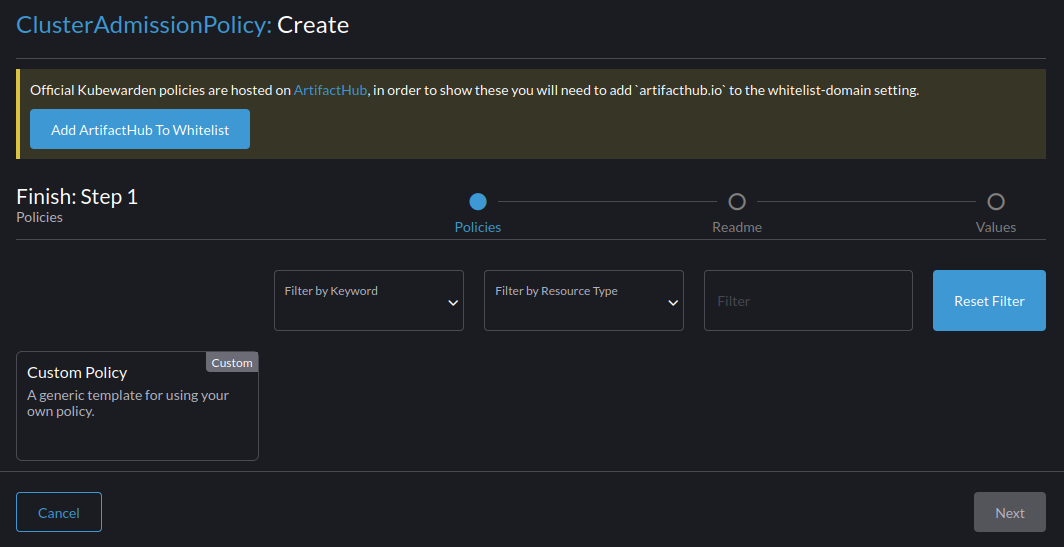 ClusterAdmissionPolicy: Create
Official Kubewarden policies are hosted on ArtifactHub, in order to show these you will need to add `artifacthub.io` to the whitelist-domain setting.
Add ArtifactHub To Whitelist
Finish: Step 1
Policies
Policies
Readme
Values
Filter by Keyword
Filter by Resource Type
Filter
Reset Filter
Custom
Custom Policy
A generic template for using your
own policy.
Cancel
Next